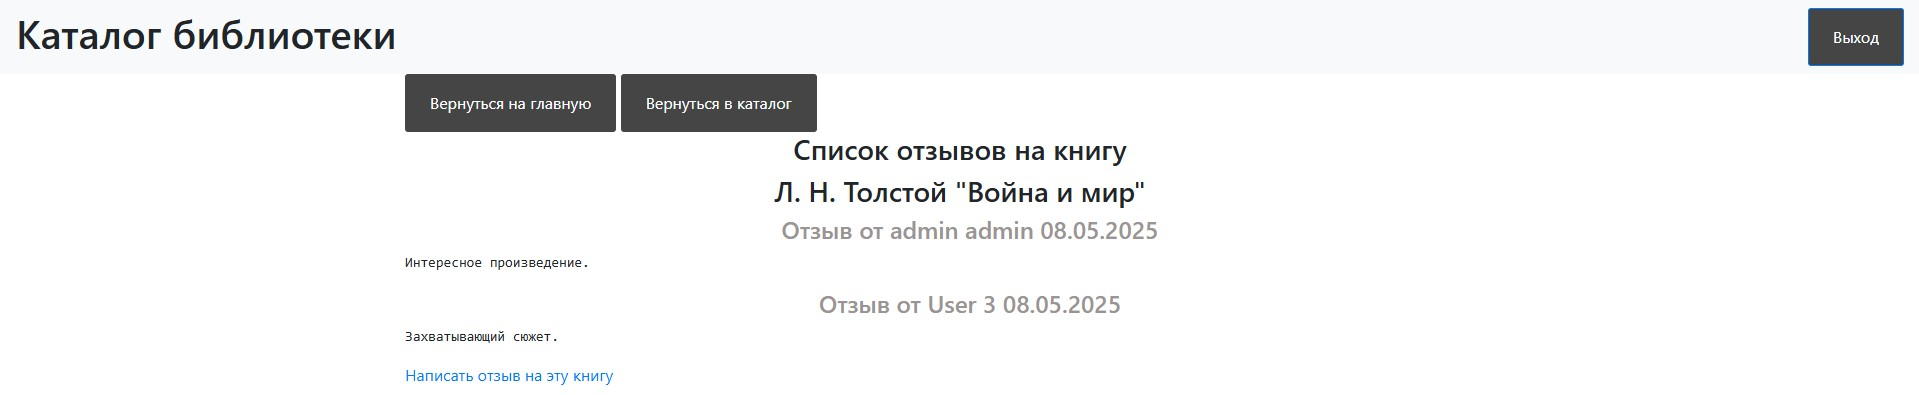 Каталог библиотеки
Выход
Вернуться на главную
Вернуться в каталог
Список отзывов на книгу
Л. Н. Толстой "Война и мир"
Отзыв от admin admin 08.05.2025
Интересное произведение.
Отзыв от User 3 08.05.2025
Захватывающий сюжет.
Написать отзыв на эту книгу